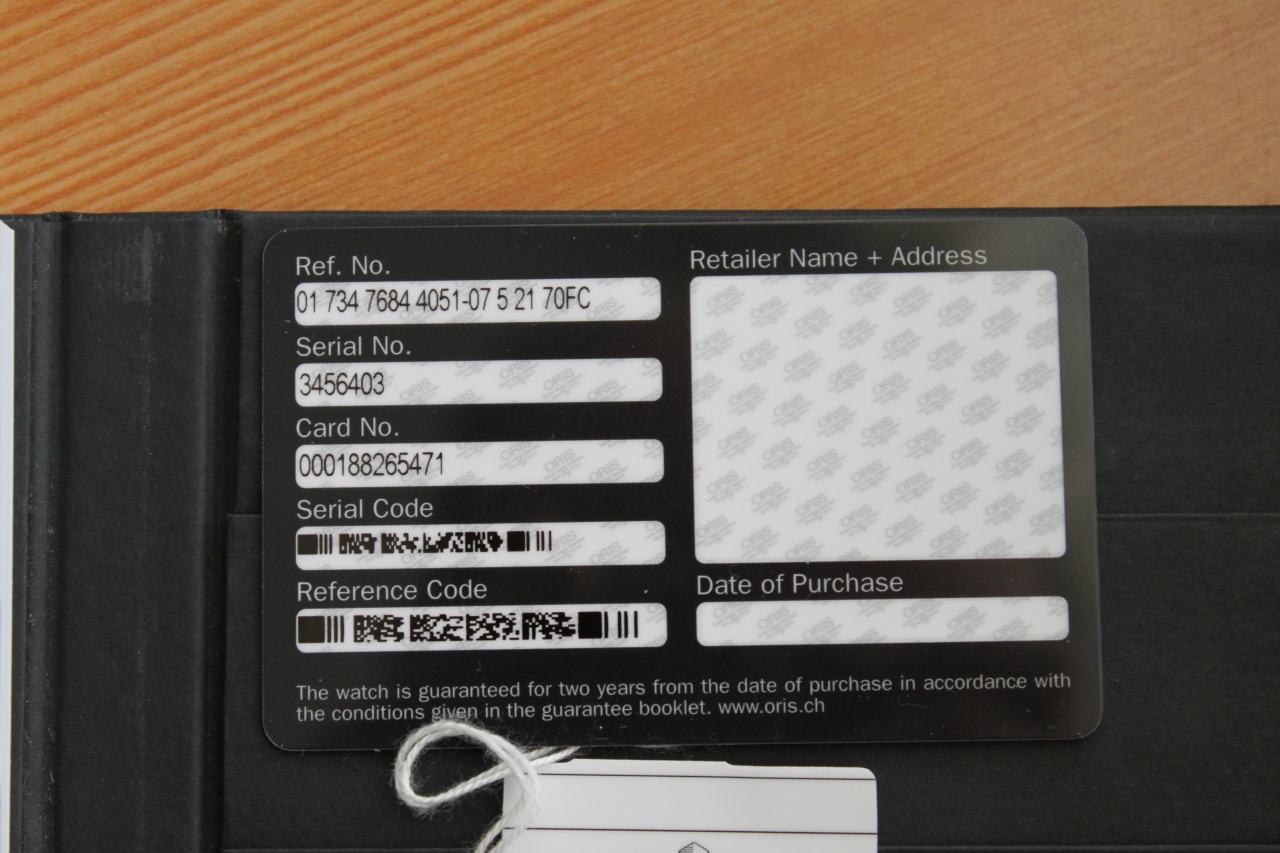 Ref. No.
01 734 7684 4051-07 5 21 70FC
Serial No.
3456403
Card No.
000188265471
Serial Code
Reference Code
Retailer Name + Address
ORIS
Date of Purchase
The watch is guaranteed for two years from the date of purchase in accordance with
the conditions given in the guarantee booklet. www.oris.ch